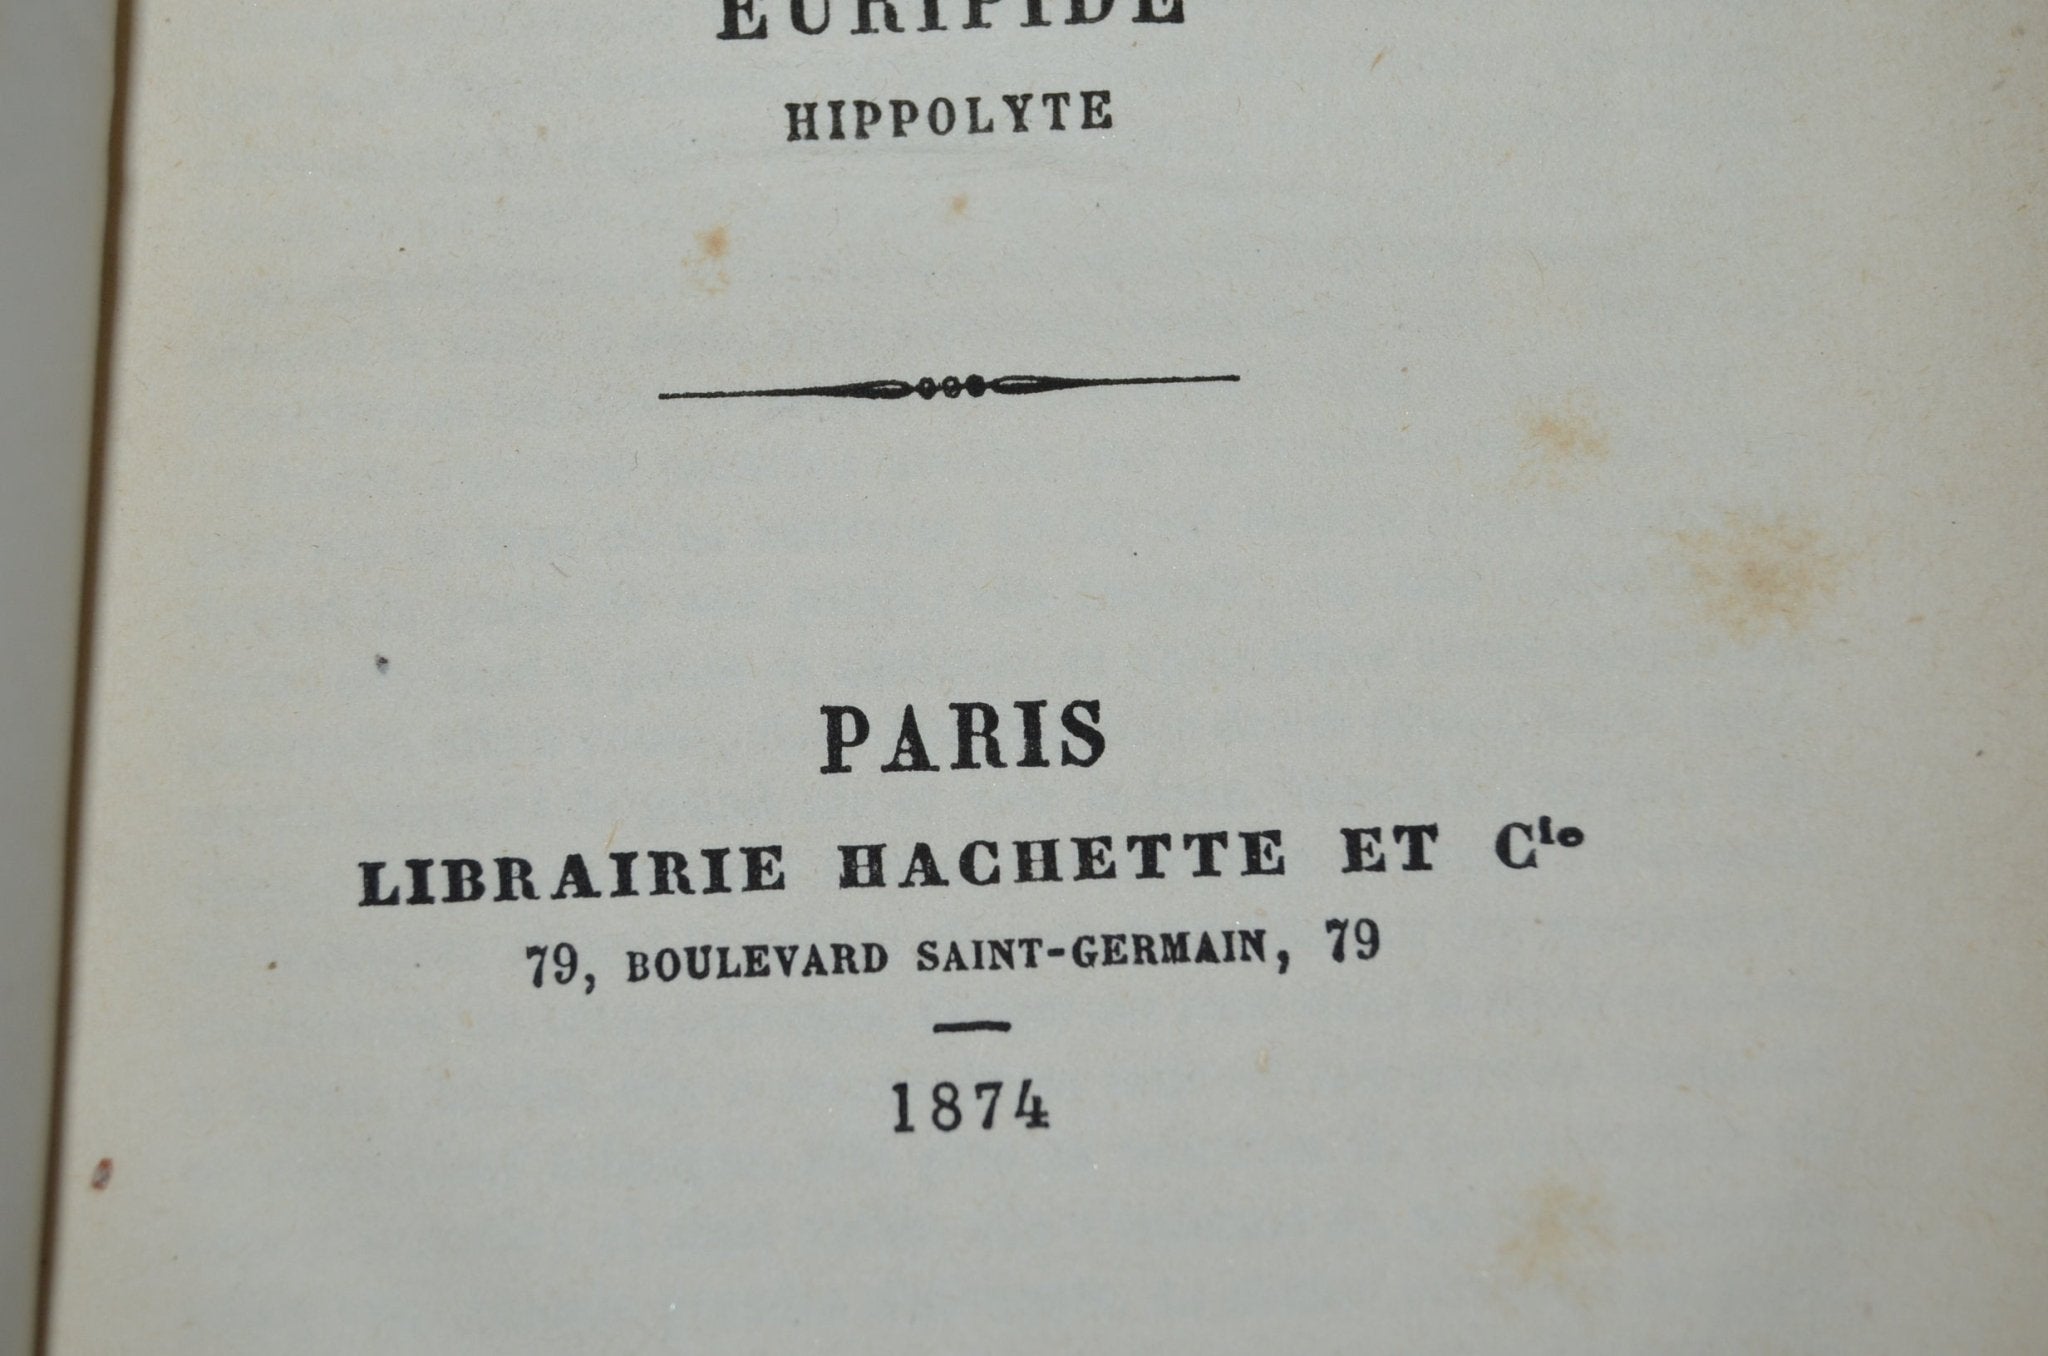 EURIPIDE
HIPPOLYTE
PARIS
LIBRAIRIE HACHETTE ET Cie
79, BOULEVARD SAINT-GERMAIN, 79
1874